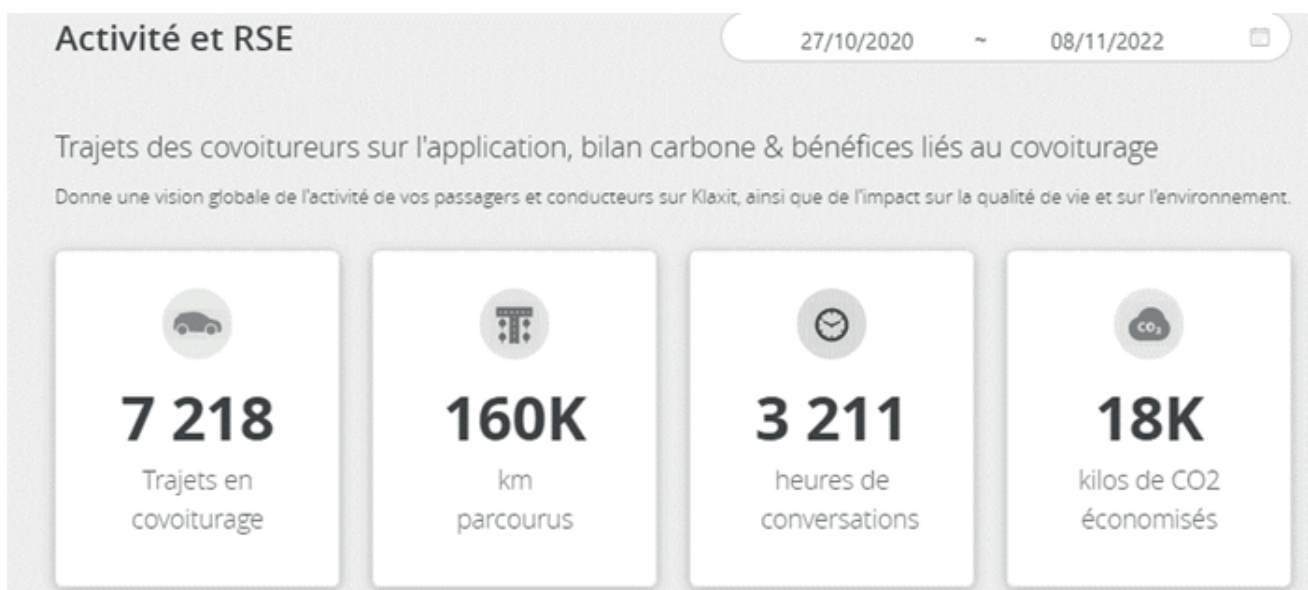 Activité et RSE
27/10/2020 ~ 08/11/2022
Trajets des covoitureurs sur l'application, bilan carbone & bénéfices liés au covoiturage
Donne une vision globale de l'activité de vos passagers et conducteurs sur Klaxit, ainsi que de l'impact sur la qualité de vie et sur l'environnement.
7 218
Trajets en
covoiturage
160K
km
parcourus
3 211
heures de
conversations
CO2
18K
kilos de CO2
économisés